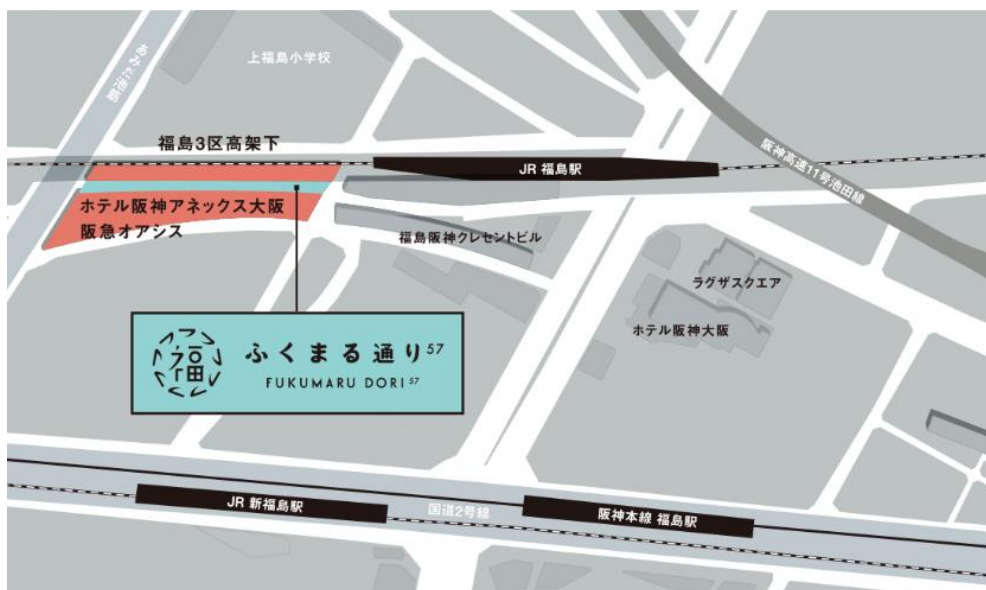 上福島小学校
あみだ池筋
福島3区高架下
JR 福島駅
阪神高速11号池田線
ホテル阪神アネックス大阪
阪急オアシス
福島阪神クレセントビル
ラグザスクエア
ホテル阪神大阪
福
ふくまる通り57
FUKUMARU DORI 57
JR 新福島駅
国道2号線
阪神本線 福島駅